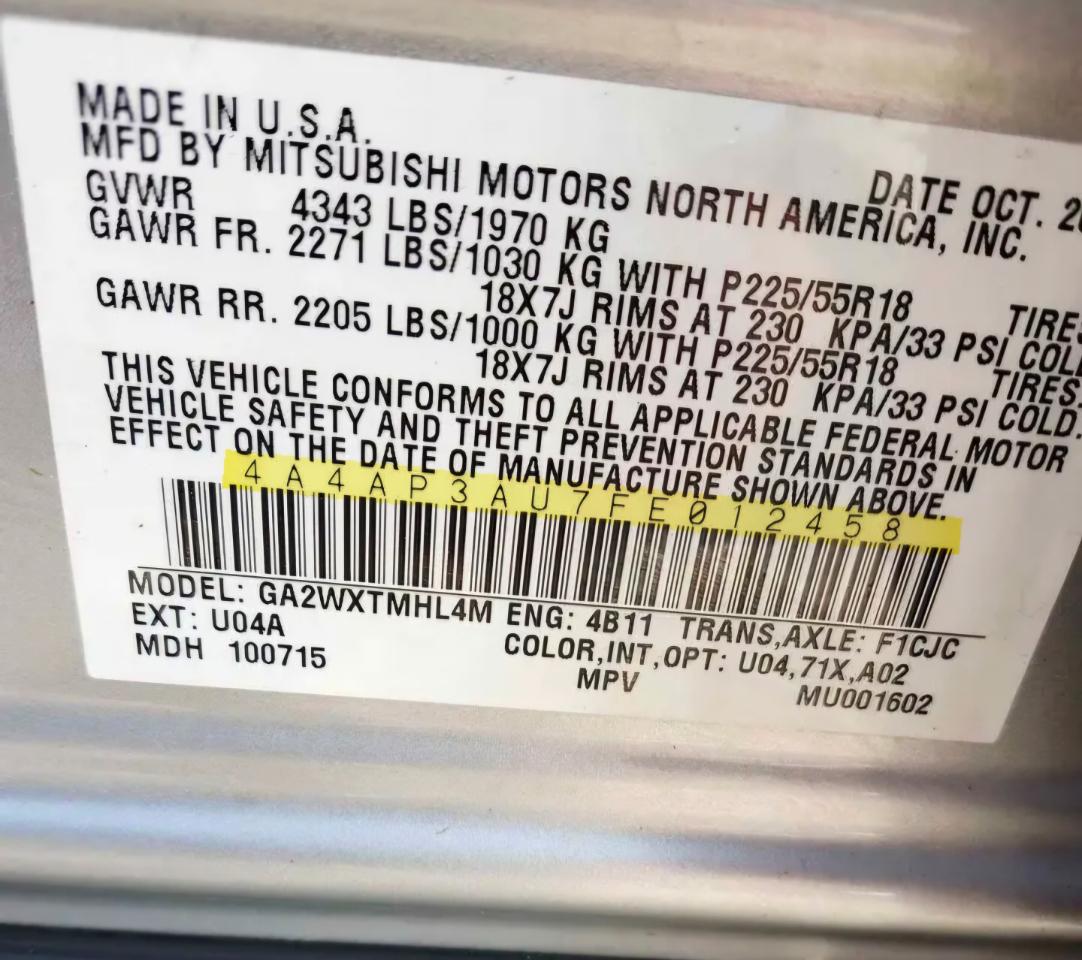 MADE IN U.S.A. DATE OCT.
MFD BY MITSUBISHI MOTORS NORTH AMERICA, INC.
GVWR 4343 LBS/1970 KG
GAWR FR. 2271 LBS/1030 KG WITH P225/55R18 TIRES
18X7J RIMS AT 230 KPA/33 PSI COLD
GAWR RR. 2205 LBS/1000 KG WITH P225/55R18 TIRES
18X7J RIMS AT 230 KPA/33 PSI COLD.
THIS VEHICLE CONFORMS TO ALL APPLICABLE FEDERAL MOTOR
VEHICLE SAFETY AND THEFT PREVENTION STANDARDS IN
EFFECT ON THE DATE OF MANUFACTURE SHOWN ABOVE.
4A4AP3AU7FE012458
MODEL: GA2WXTMHL4M ENG: 4B11 TRANS,AXLE: F1CJC
EXT: U04A COLOR,INT,OPT: U04,71X,A02
MDH 100715 MPV MU001602